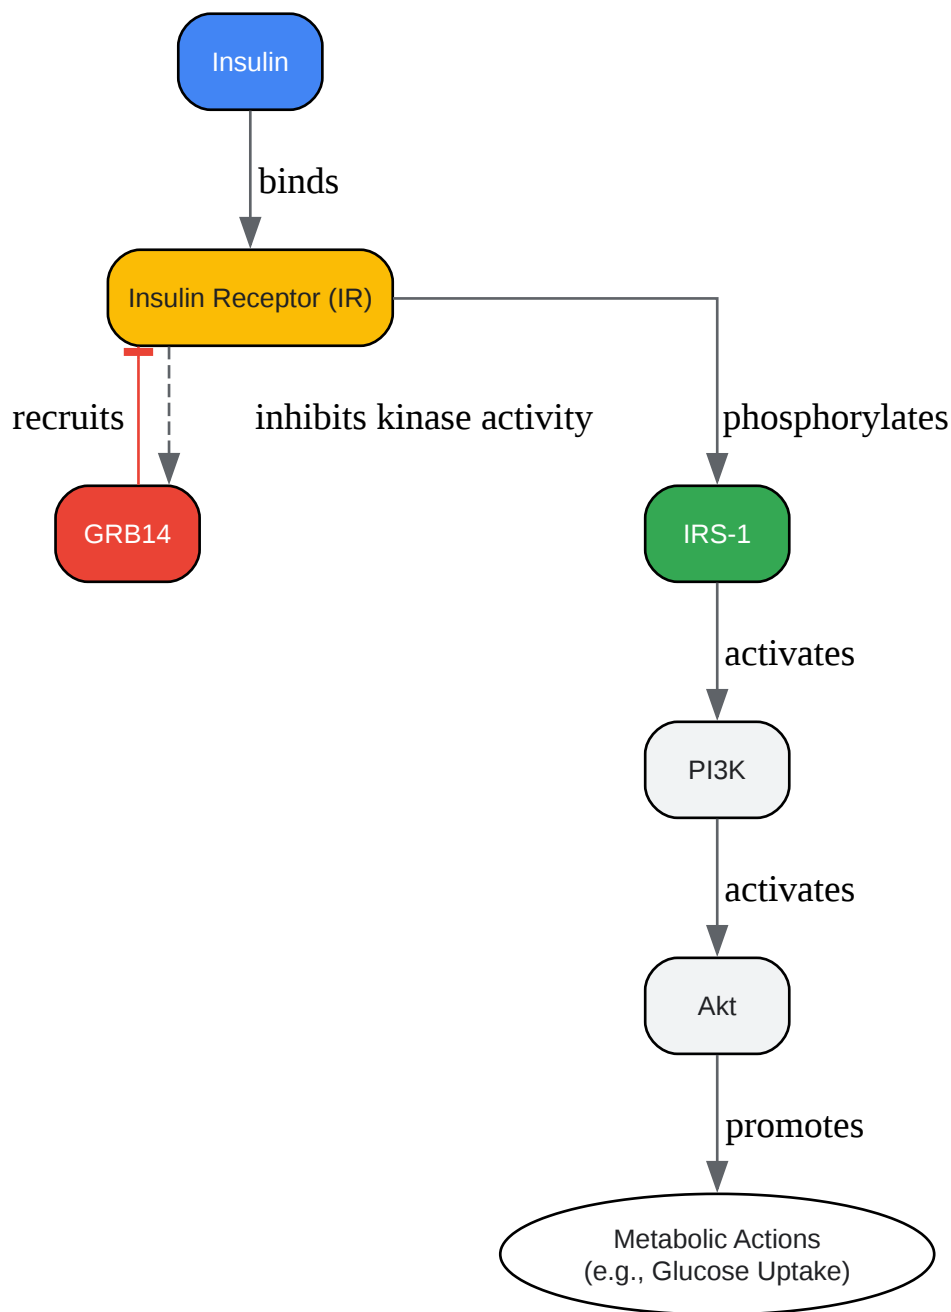 Insulin
binds
Insulin Receptor (IR)
recruits
inhibits kinase activity
phosphorylates
GRB14
IRS-1
activates
PI3K
activates
Akt
promotes
Metabolic Actions
(e.g., Glucose Uptake)